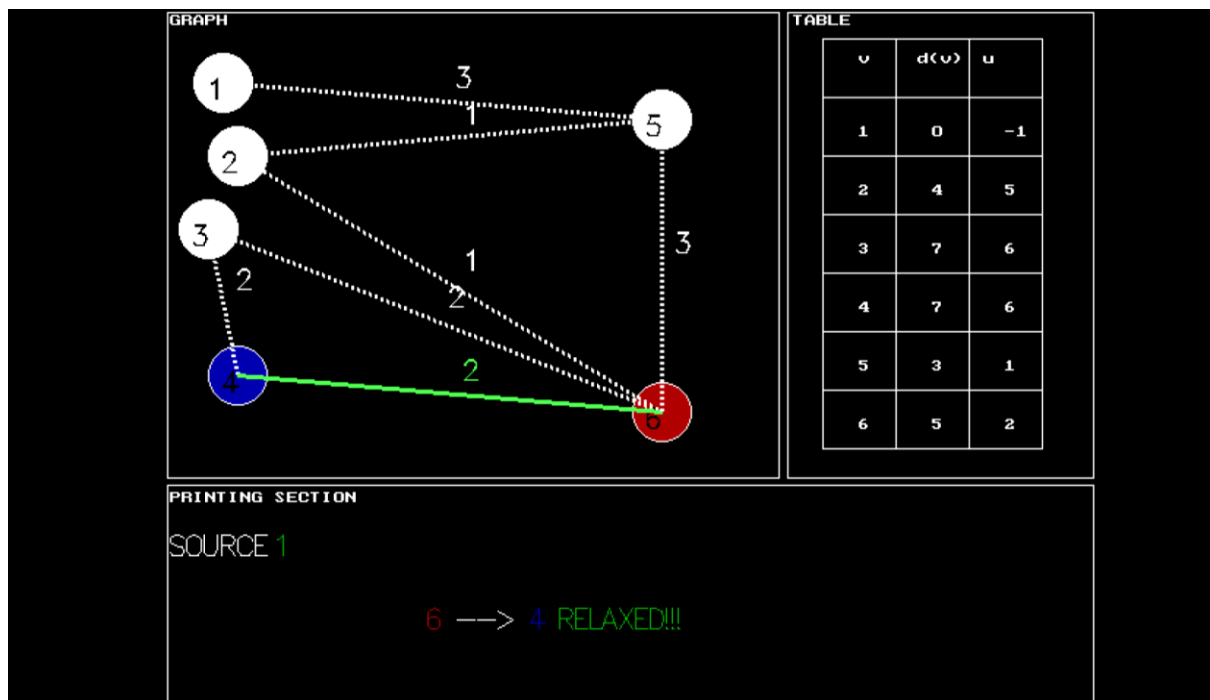 GRAPH
1
2
3
4
5
6
3
1
3
1
2
2
2
TABLE
v d(v) u
1 0 -1
2 4 5
3 7 6
4 7 6
5 3 1
6 5 2
PRINTING SECTION
SOURCE 1
6 --> 4 RELAXED!!!